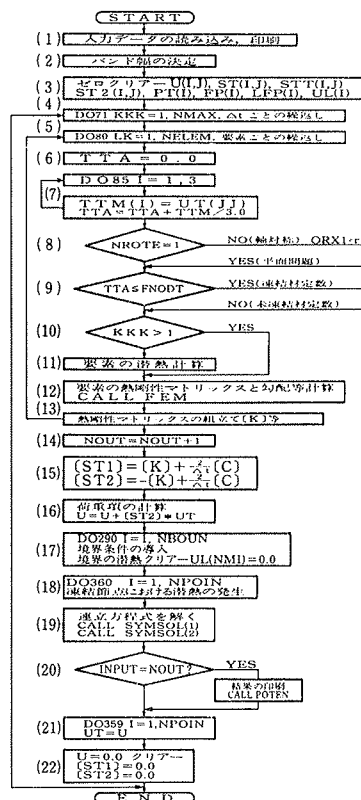 START
(1) 入力データの読み込み, 印刷
(2) バンド幅の決定
(3) ゼロクリアー U(I,J), ST(I,J), STT(I,J)
ST2(I,J), PT(I), FP(I), LFP(I), UL(I)
(4) DO71 KKK=1, NMAX, Δtごとの繰返し
(5) DO80 LK=1, NELEM, 要素ごとの繰返し
(6) TTA=0.0
DO85 I=1,3
(7) TTM(I)=UT(JJ)
TTA=TTA+TTM/3.0
(8) NROTE=1 NO(軸対称)
YES(平面問題)
(9) TTA≤FNODT YES(凍結材定数)
NO(未凍結材定数)
(10) KKK>1 YES
(11) 要素の潜熱計算
(12) 要素の熱剛性マトリックスと勾配等計算
CALL FEM
(13) 熱剛性マトリックスの組立て[K]等
(14) NOUT=NOUT+1
(15) [ST1]=[K]+2/Δt[C]
[ST2]=-[K]+2/Δt[C]
(16) 荷重項の計算
U=U+[ST2]*UT
(17) DO290 I=1, NBOUN
境界条件の導入
境界の潜熱クリアーUL(NMI)=0.0
(18) DO360 I=1, NPOIN
凍結節点における潜熱の発生
(19) 連立方程式を解く
CALL SYMSOL(1)
CALL SYMSOL(2)
(20) INPUT=NOUT? YES
結果の印刷
CALL POTEN
NO
(21) DO359 I=1,NPOIN
UT=U
(22) U=0.0 クリアー
[ST1]=0.0
[ST2]=0.0
END